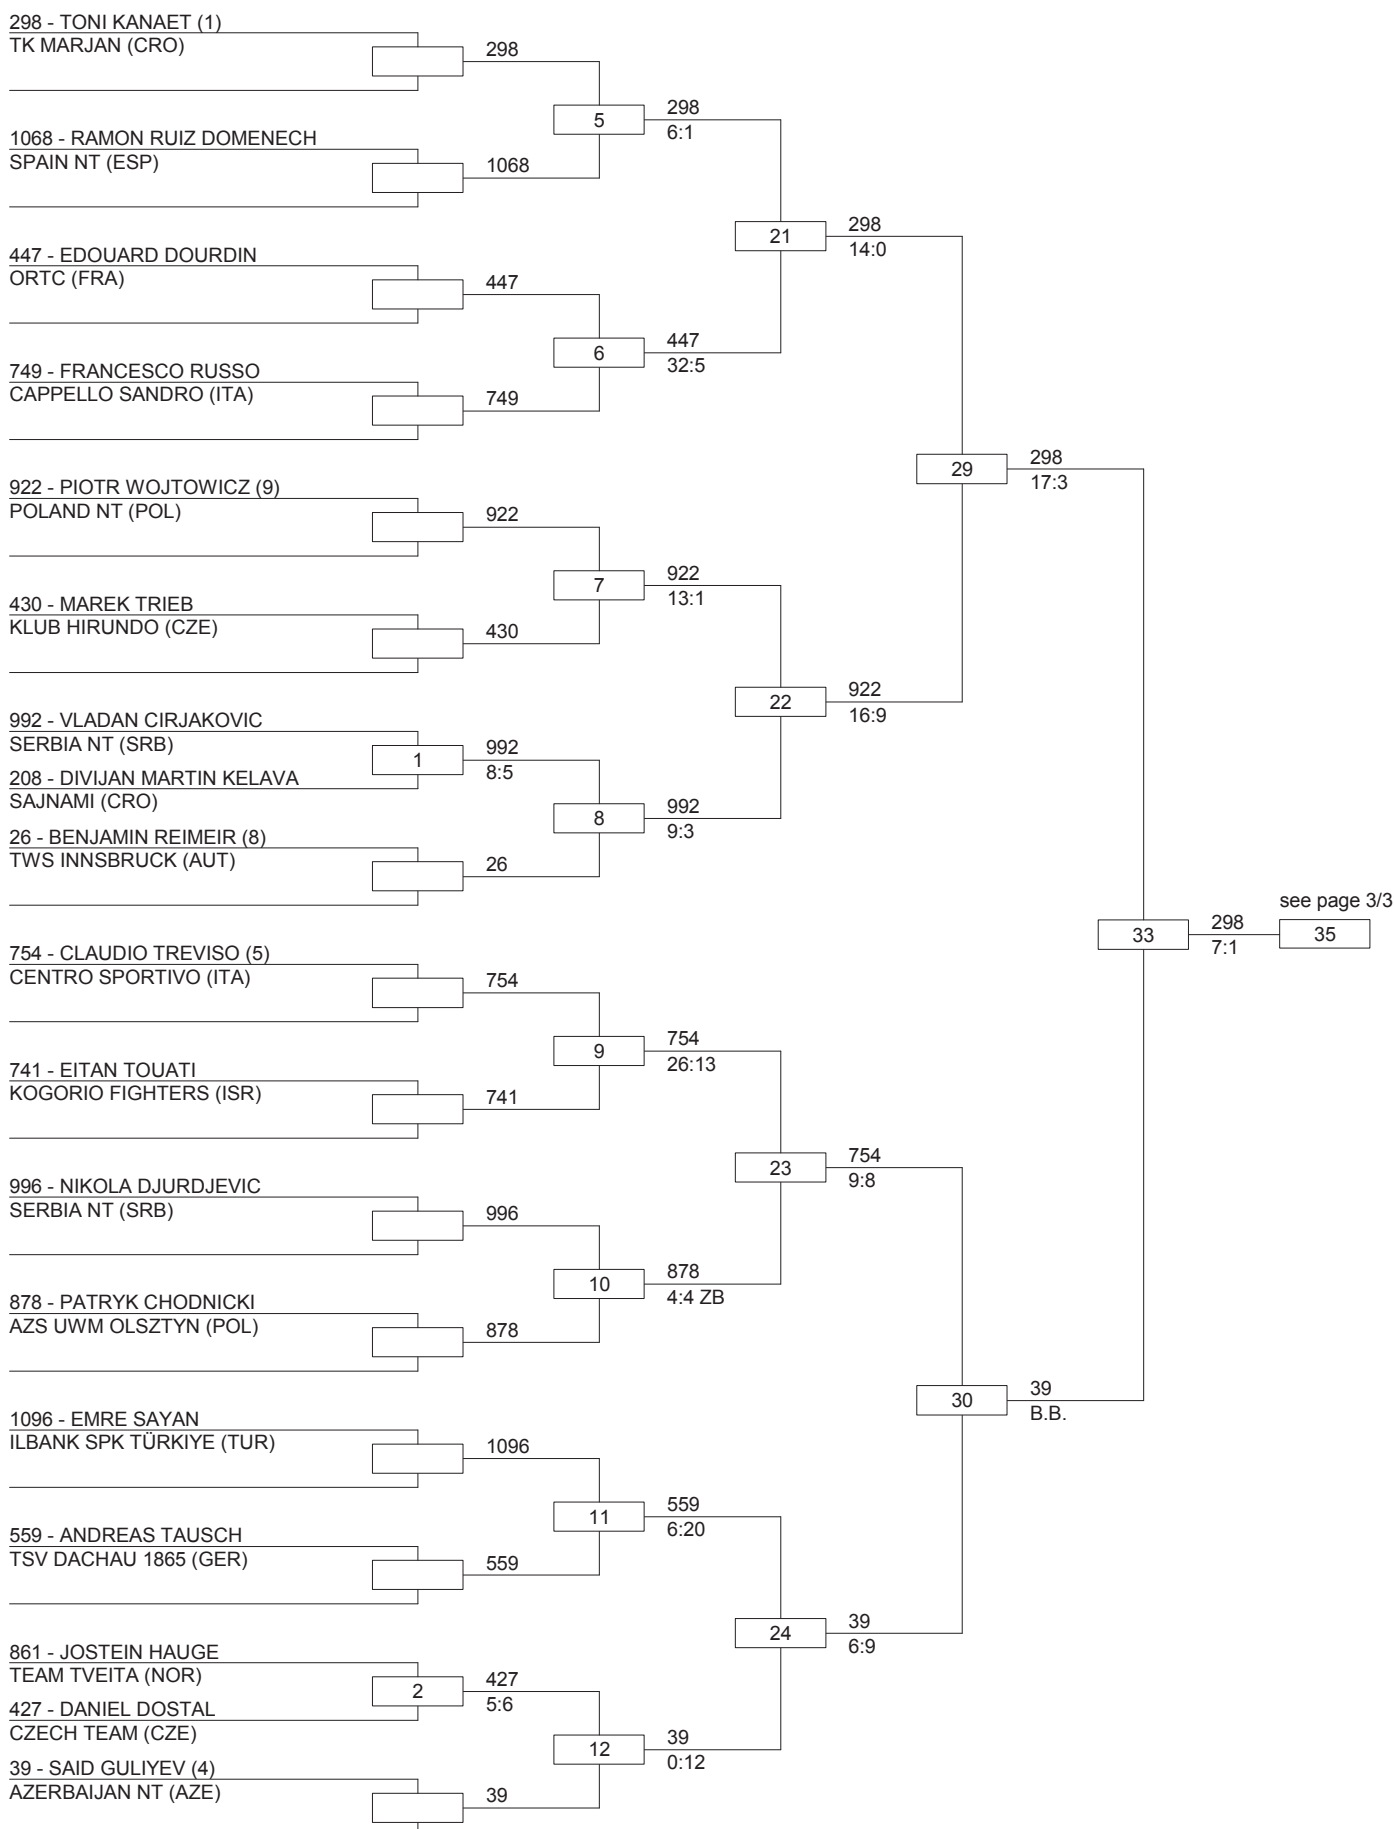 298 - TONI KANAET (1)
TK MARJAN (CRO)
298
5
298
6:1
1068 - RAMON RUIZ DOMENECH
SPAIN NT (ESP)
1068
21
298
14:0
447 - EDOUARD DOURDIN
ORTC (FRA)
447
6
447
32:5
749 - FRANCESCO RUSSO
CAPPELLO SANDRO (ITA)
749
29
298
17:3
922 - PIOTR WOJTOWICZ (9)
POLAND NT (POL)
922
7
922
13:1
430 - MAREK TRIEB
KLUB HIRUNDO (CZE)
430
22
922
16:9
992 - VLADAN CIRJAKOVIC
SERBIA NT (SRB)
1
992
8:5
208 - DIVIJAN MARTIN KELAVA
SAJNAMI (CRO)
8
992
9:3
26 - BENJAMIN REIMEIR (8)
TWS INNSBRUCK (AUT)
26
see page 3/3
33
298
7:1
35
754 - CLAUDIO TREVISO (5)
CENTRO SPORTIVO (ITA)
754
9
754
26:13
741 - EITAN TOUATI
KOGORIO FIGHTERS (ISR)
741
23
754
9:8
996 - NIKOLA DJURDJEVIC
SERBIA NT (SRB)
996
10
878
4:4 ZB
878 - PATRYK CHODNICKI
AZS UWM OLSZTYN (POL)
878
30
39
B.B.
1096 - EMRE SAYAN
ILBANK SPK TÜRKIYE (TUR)
1096
11
559
6:20
559 - ANDREAS TAUSCH
TSV DACHAU 1865 (GER)
559
24
39
6:9
861 - JOSTEIN HAUGE
TEAM TVEITA (NOR)
2
427
5:6
427 - DANIEL DOSTAL
CZECH TEAM (CZE)
12
39
0:12
39 - SAID GULIYEV (4)
AZERBAIJAN NT (AZE)
39